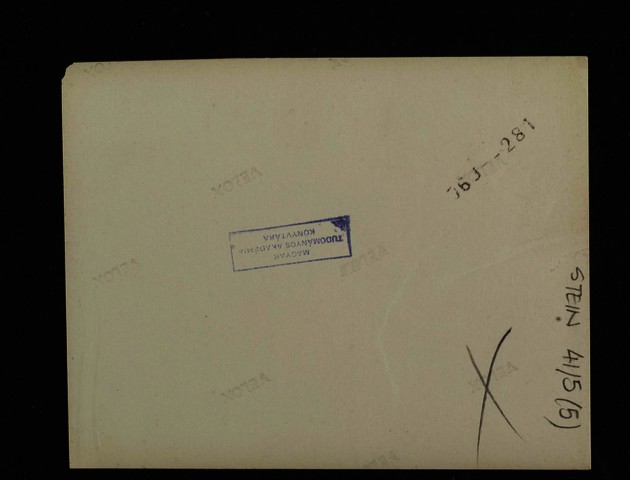 MAGYAR
TUDOMÁNYOS AKADÉMIA
KÖNYVTÁRA
STEIN 41/5(5)
VELOX
VELOX
VELOX
VELOX
VELOX